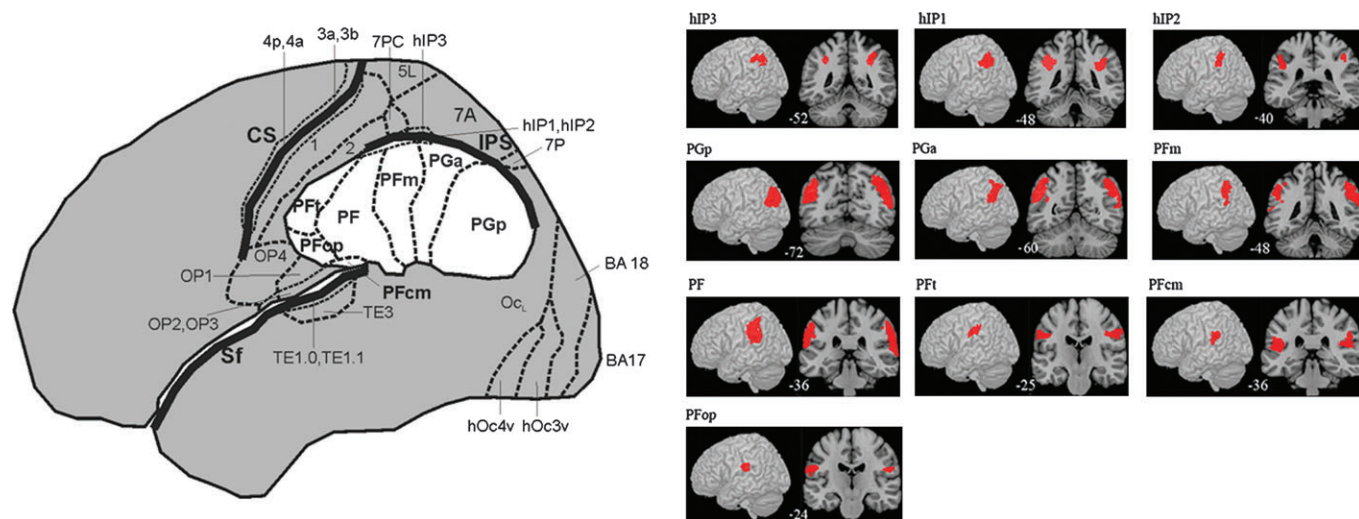 4p,4a
3a,3b
7PC
hIP3
5L
7A
CS
1
2
hIP1,hIP2
IPS
7P
PGa
PFm
PFt
PF
PGp
PFop
OP4
OP1
BA 18
PFcm
OcL
OP2,OP3
TE3
Sf
TE1.0,TE1.1
BA17
hOc4v
hOc3v
hIP3
hIP1
hIP2
-52
-48
-40
PGp
PGa
PFm
-72
-60
-48
PF
PFt
PFcm
-36
-25
-36
PFop
-24